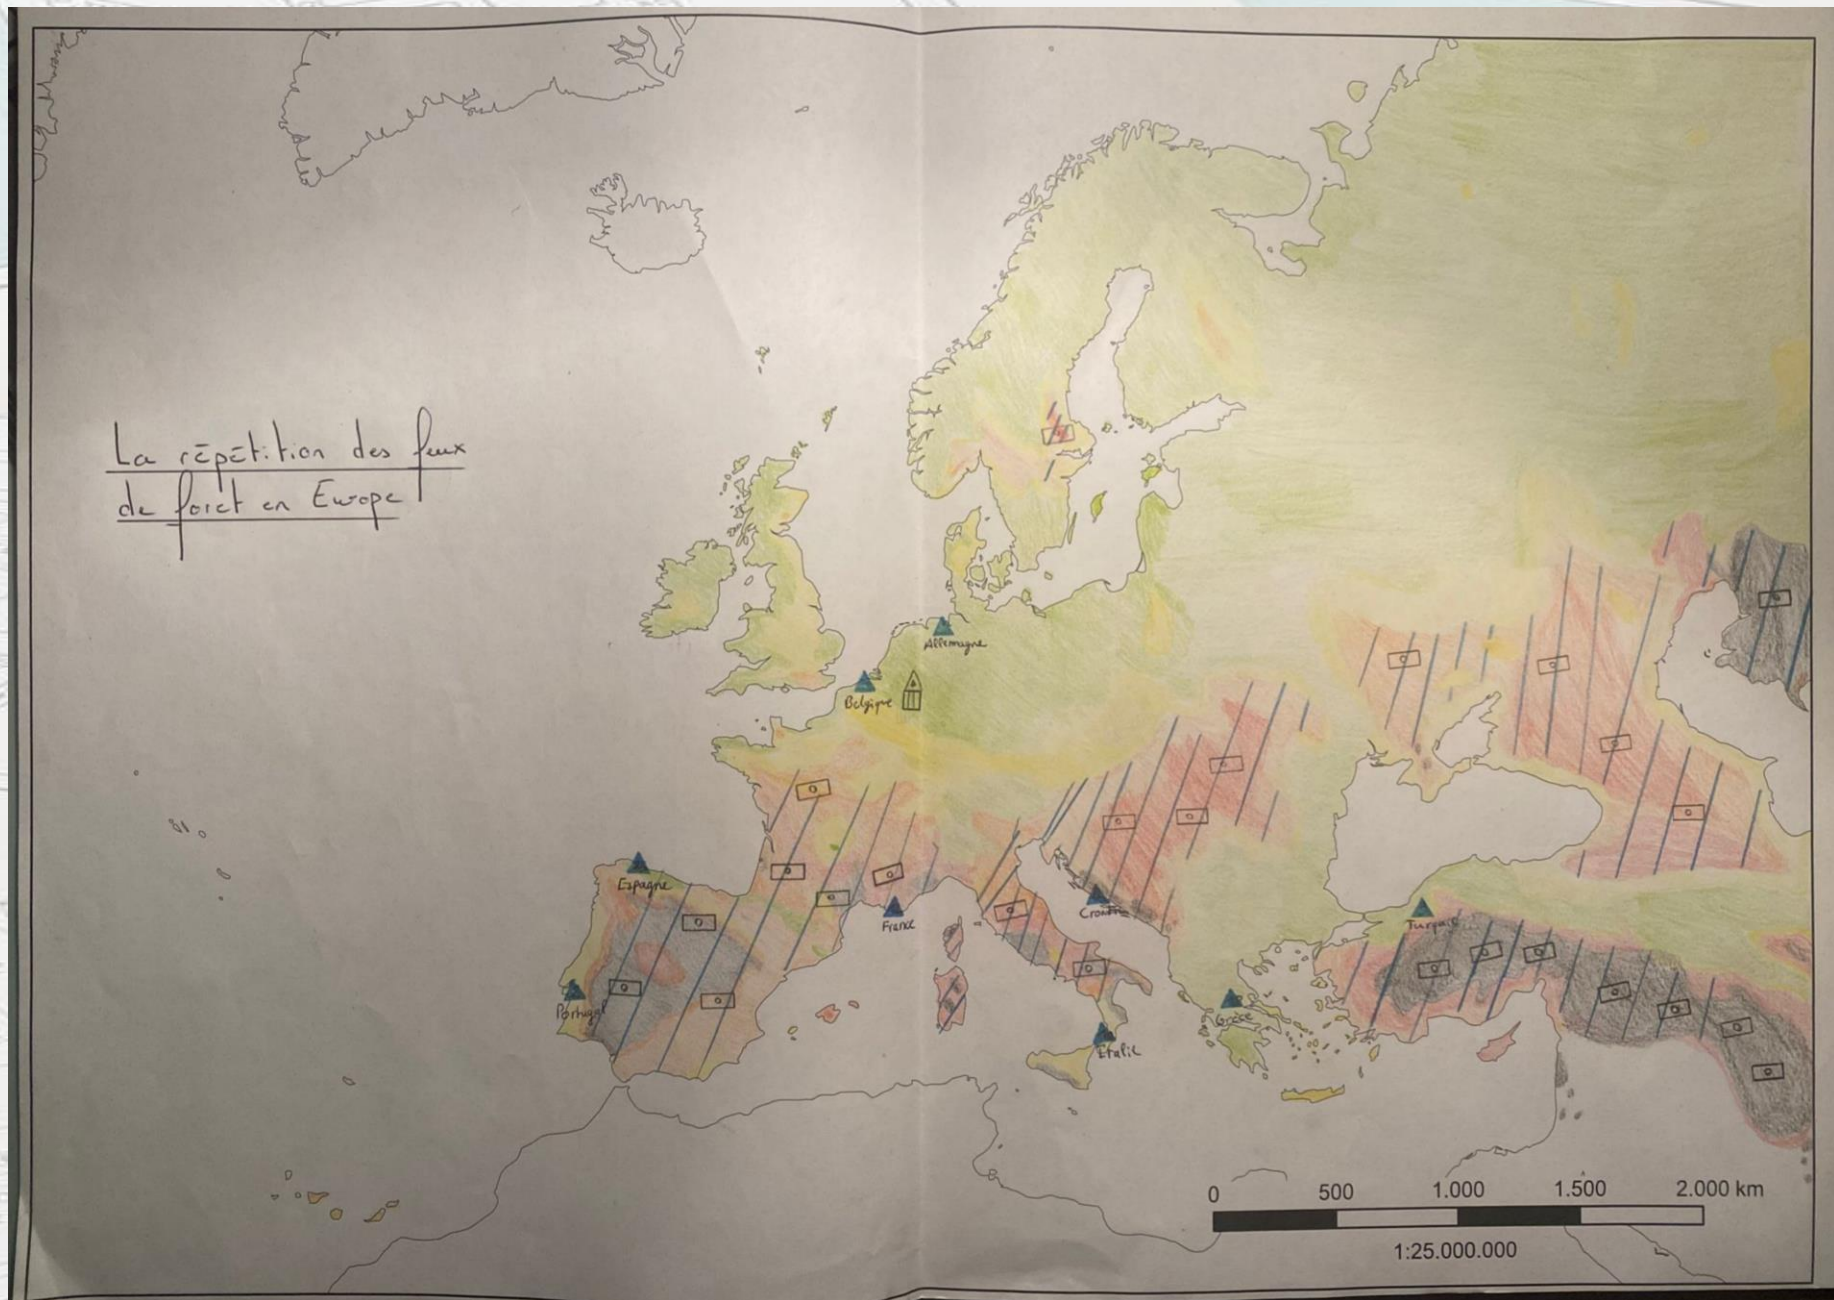 La répétition des feux
de foret en Europe
Allemagne
Belgique
Espagne
France
Croatie
Turquie
Portugal
Grèce
Italie
0 500 1.000 1.500 2.000 km
1:25.000.000